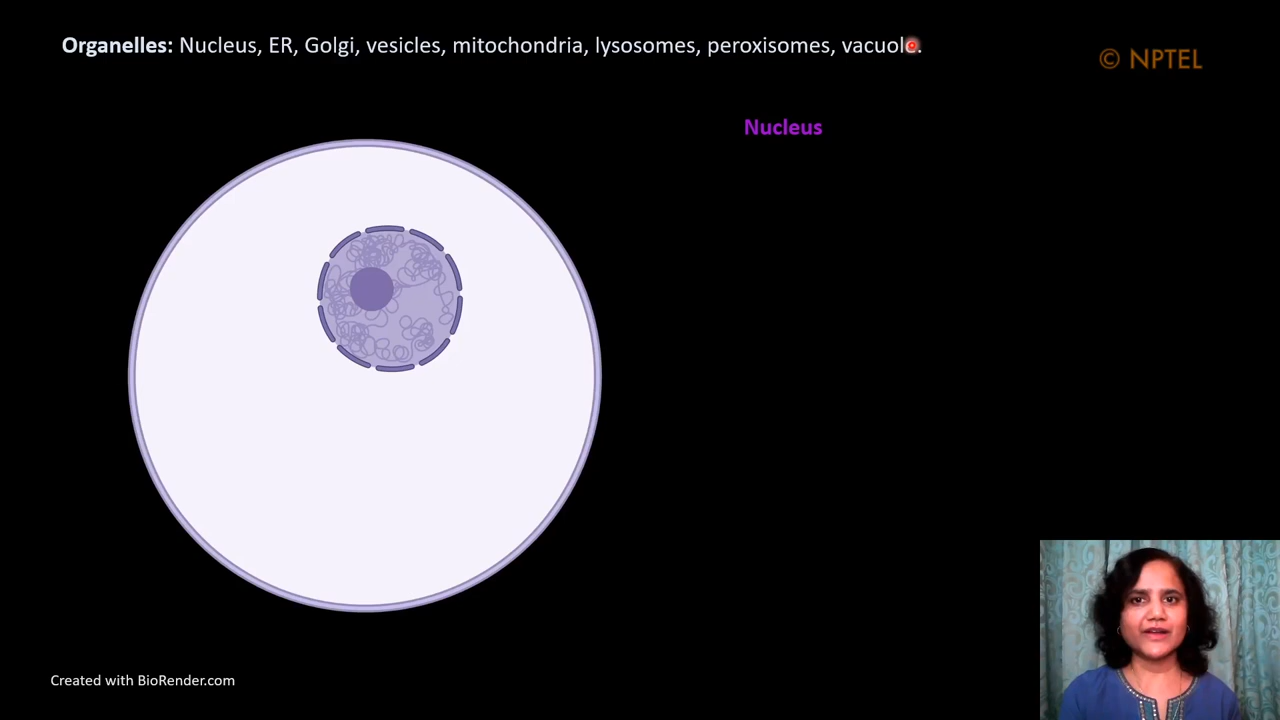 Organelles: Nucleus, ER, Golgi, vesicles, mitochondria, lysosomes, peroxisomes, vacuole.
© NPTEL
Nucleus
Created with BioRender.com